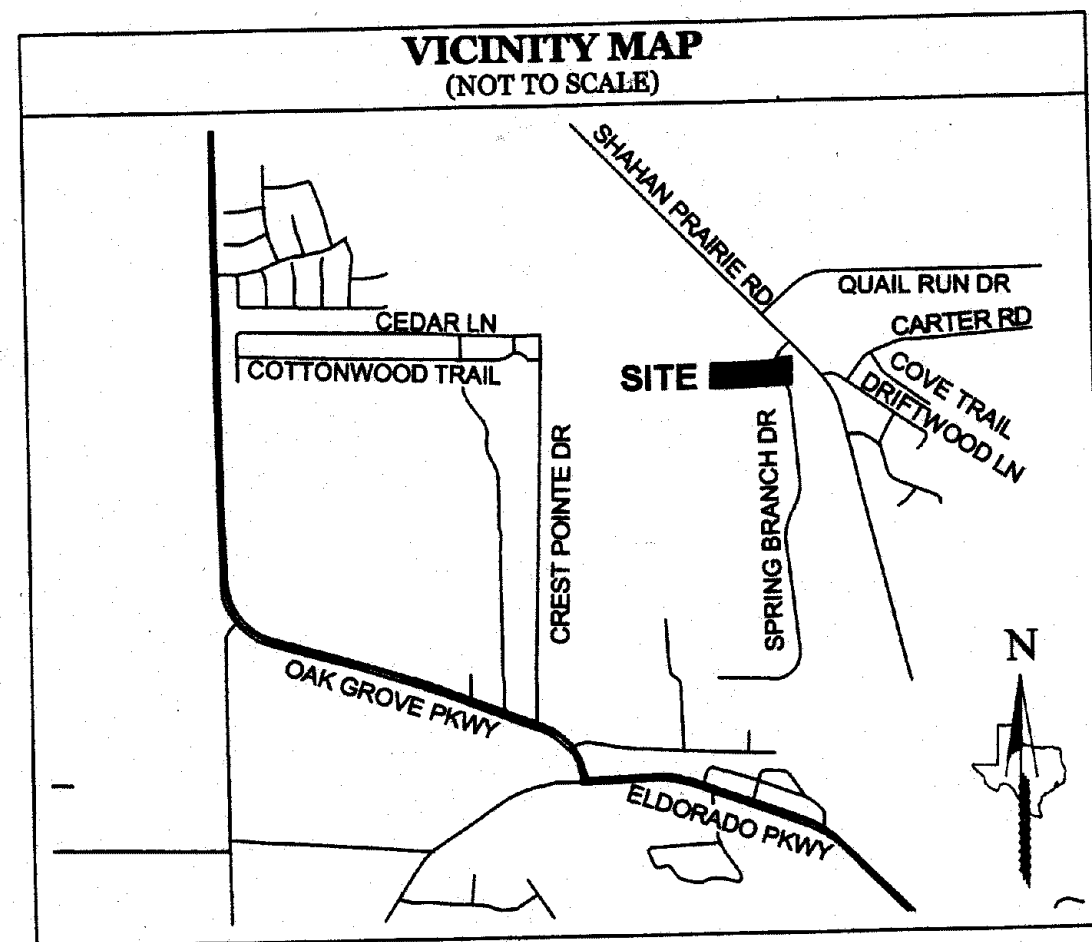 VICINITY MAP
(NOT TO SCALE)
SHAHAN PRAIRIE RD
QUAIL RUN DR
CARTER RD
CEDAR LN
COTTONWOOD TRAIL
SITE
COVE TRAIL
DRIFTWOOD LN
CREST POINTE DR
SPRING BRANCH DR
N
OAK GROVE PKWY
ELDORADO PKWY